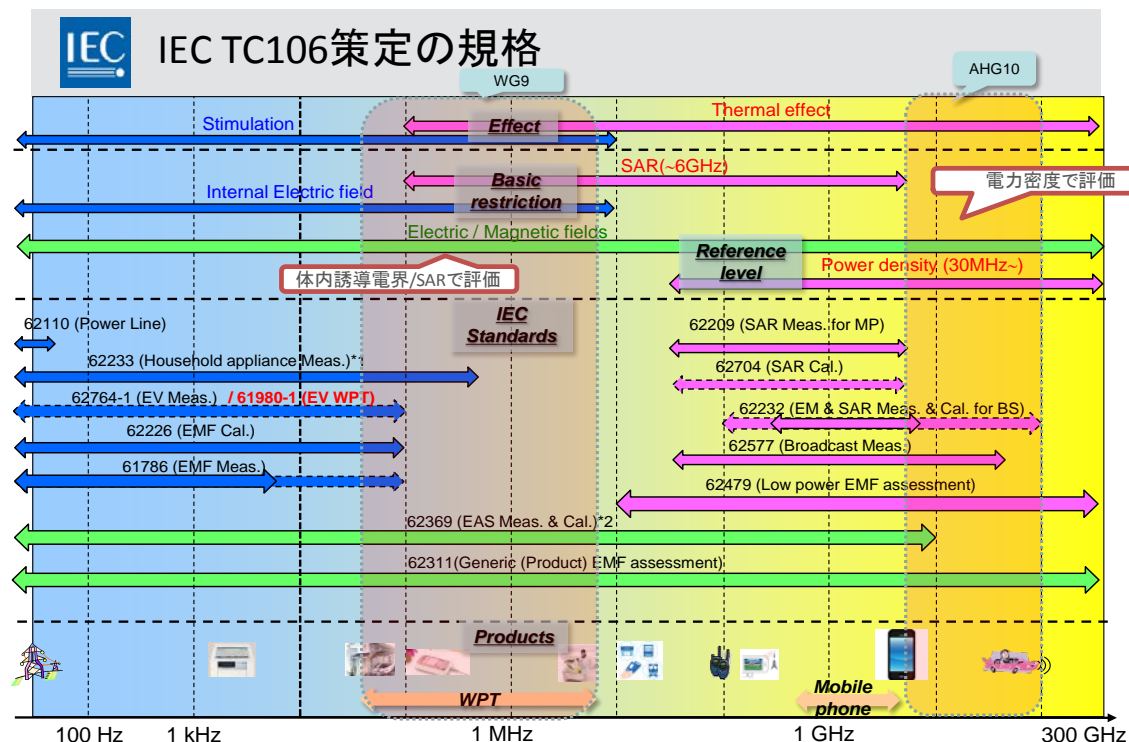 IEC
IEC TC106策定の規格
WG9
AHG10
Stimulation
Effect
Thermal effect
SAR(~6GHz)
Internal Electric field
Basic
restriction
電力密度で評価
Electric / Magnetic fields
Reference
level
Power density (30MHz~)
体内誘導電界/SARで評価
62110 (Power Line)
IEC
Standards
62209 (SAR Meas. for MP)
62233 (Household appliance Meas.)*1
62704 (SAR Cal.)
62764-1 (EV Meas.) / 61980-1 (EV WPT)
62232 (EM & SAR Meas. & Cal. for BS)
62226 (EMF Cal.)
62577 (Broadcast Meas.)
61786 (EMF Meas.)
62479 (Low power EMF assessment)
62369 (EAS Meas. & Cal.)*2
62311(Generic (Product) EMF assessment)
Products
WPT
Mobile
phone
100 Hz
1 kHz
1 MHz
1 GHz
300 GHz